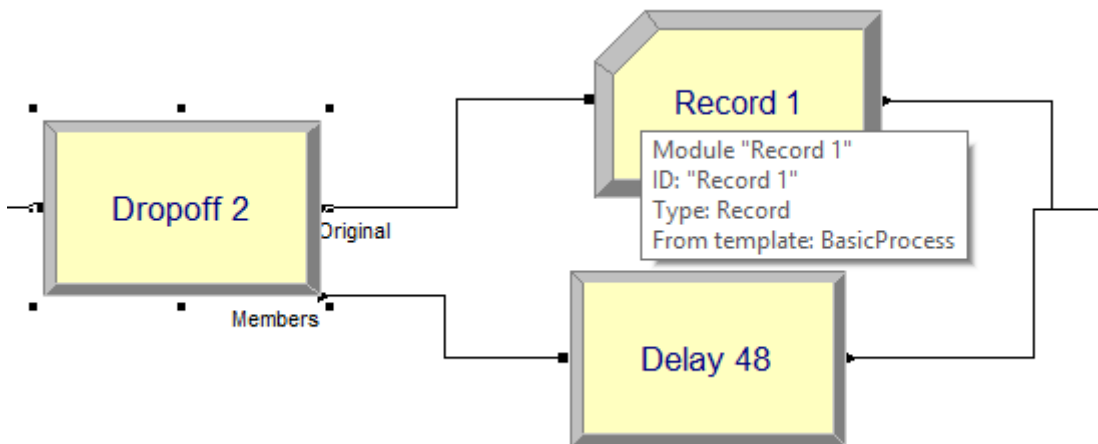 Record 1
Module "Record 1"
ID: "Record 1"
Type: Record
From template: BasicProcess
Dropoff 2
Original
Members
Delay 48